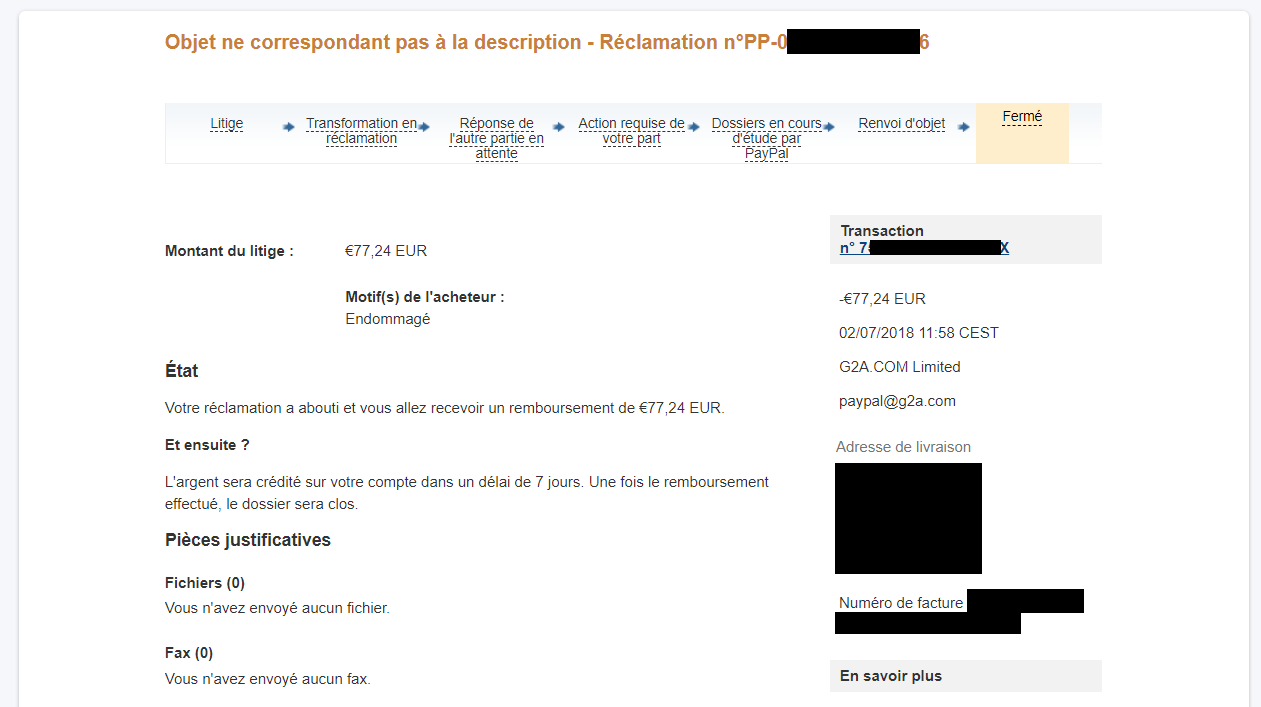 Objet ne correspondant pas à la description - Réclamation n°PP-0 6
Litige
Transformation en
réclamation
Réponse de
l'autre partie en
attente
Action requise de
votre part
Dossiers en cours
d'étude par
PayPal
Renvoi d'objet
Fermé
Montant du litige : €77,24 EUR
Motif(s) de l'acheteur :
Endommagé
État
Votre réclamation a abouti et vous allez recevoir un remboursement de €77,24 EUR.
Et ensuite ?
L'argent sera crédité sur votre compte dans un délai de 7 jours. Une fois le remboursement
effectué, le dossier sera clos.
Pièces justificatives
Fichiers (0)
Vous n'avez envoyé aucun fichier.
Fax (0)
Vous n'avez envoyé aucun fax.
Transaction
n° 7 X
-€77,24 EUR
02/07/2018 11:58 CEST
G2A.COM Limited
paypal@g2a.com
Adresse de livraison
Numéro de facture
En savoir plus